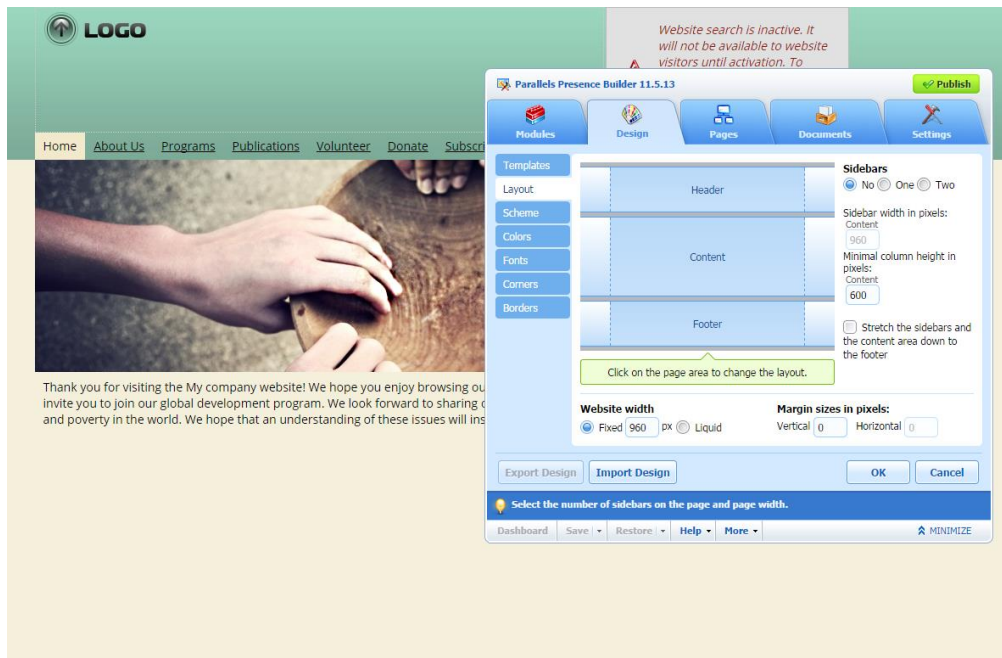 LOGO
Website search is inactive. It
will not be available to website
visitors until activation. To
Home About Us Programs Publications Volunteer Donate
Thank you for visiting the My company website! We hope you enjoy browsing
invite you to join our global development program. We look forward to sharing
and poverty in the world. We hope that an understanding of these issues will
Parallels Presence Builder 11.5.13
Publish
Modules Design Pages Documents Settings
Templates
Layout
Scheme
Colors
Fonts
Corners
Borders
Header
Content
Footer
Click on the page area to change the layout.
Sidebars
No One Two
Sidebar width in pixels:
Content
960
Minimal column height in
pixels:
Content
600
Stretch the sidebars and
the content area down to
the footer
Website width
Fixed 960 px Liquid
Margin sizes in pixels:
Vertical 0 Horizontal 0
Export Design Import Design OK Cancel
Select the number of sidebars on the page and page width.
Dashboard Save Restore Help More MINIMIZE